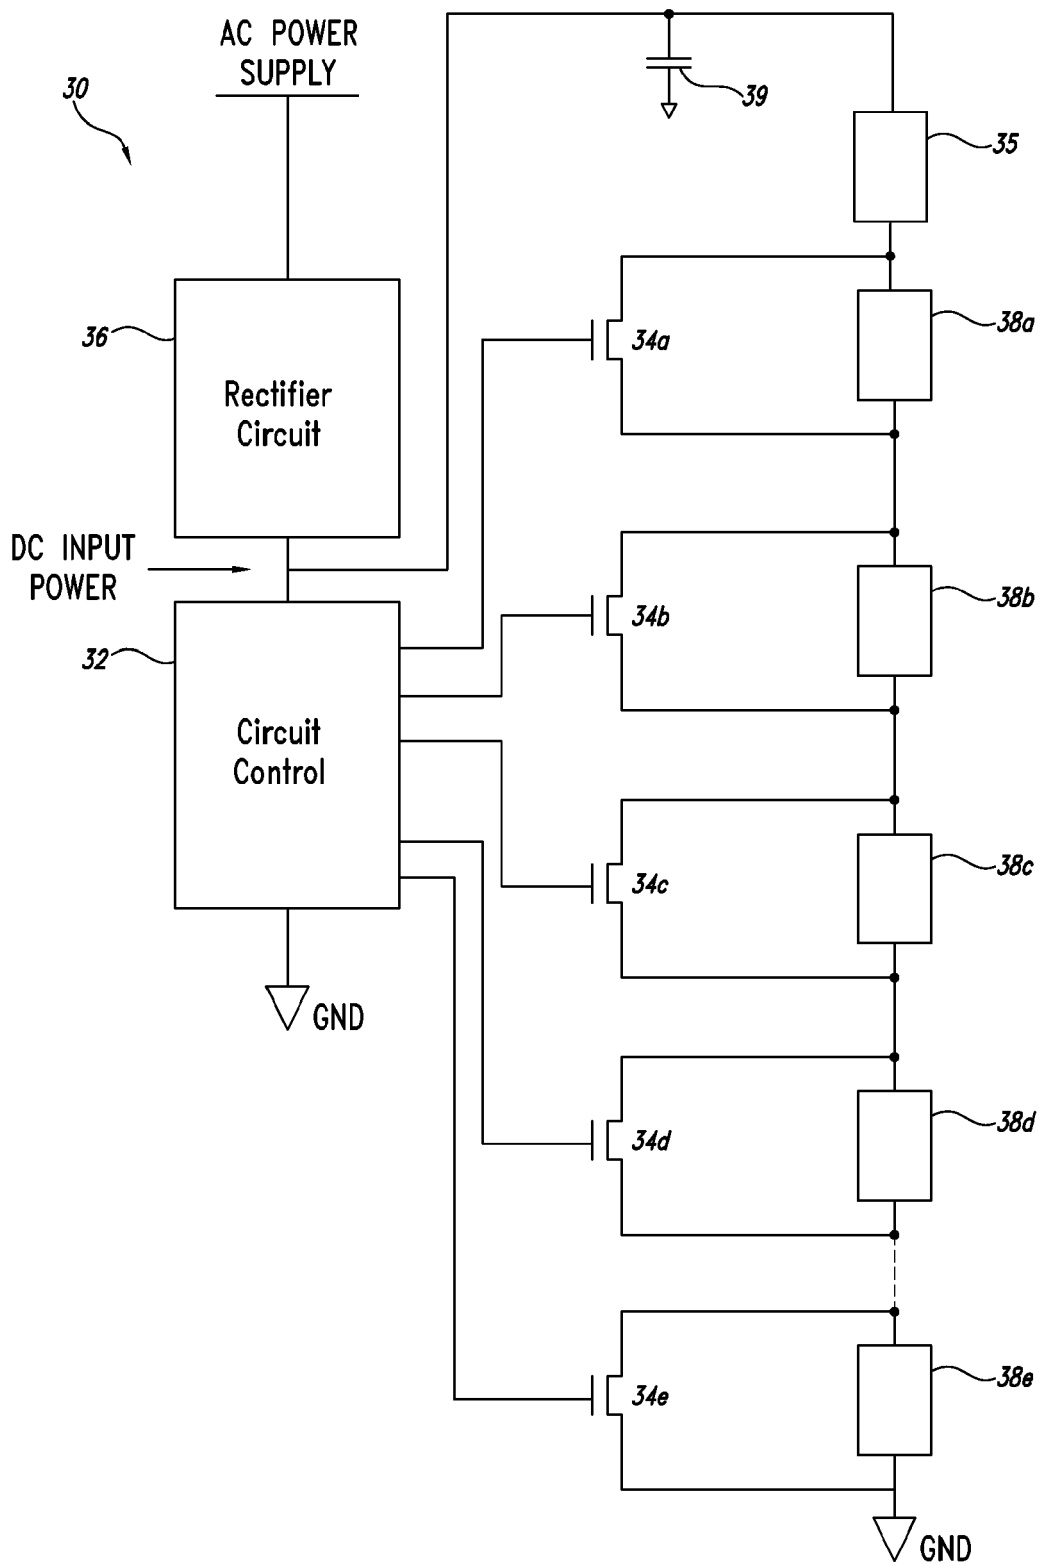 AC POWER
SUPPLY
30
39
35
36
Rectifier
Circuit
34a
38a
DC INPUT
POWER
34b
38b
32
Circuit
Control
34c
38c
GND
34d
38d
34e
38e
GND